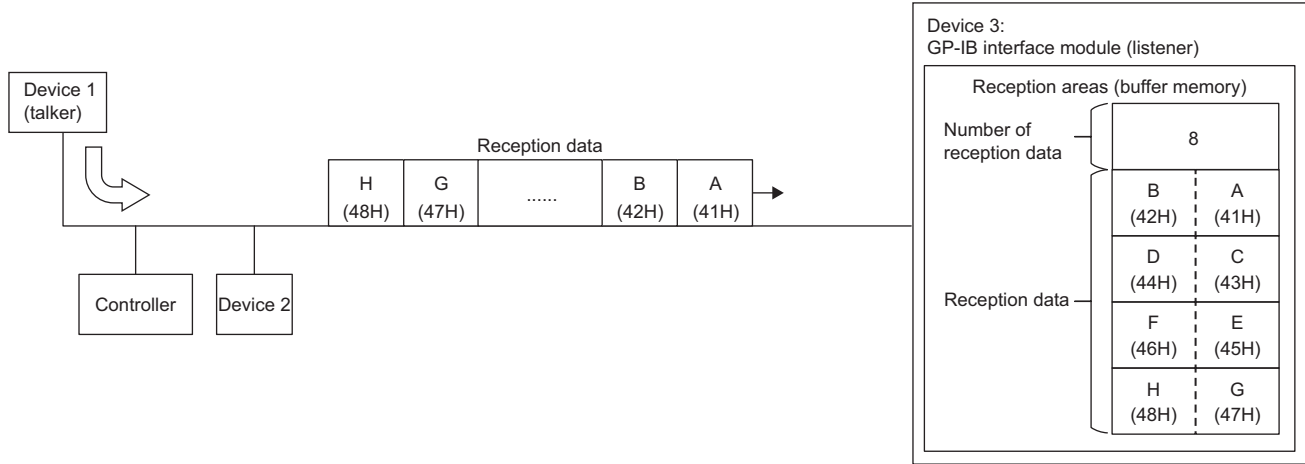 Device 1
(talker)
Reception data
H
(48H)
G
(47H)
......
B
(42H)
A
(41H)
Controller
Device 2
Device 3:
GP-IB interface module (listener)
Reception areas (buffer memory)
Number of
reception data
8
Reception data
B
(42H)
A
(41H)
D
(44H)
C
(43H)
F
(46H)
E
(45H)
H
(48H)
G
(47H)